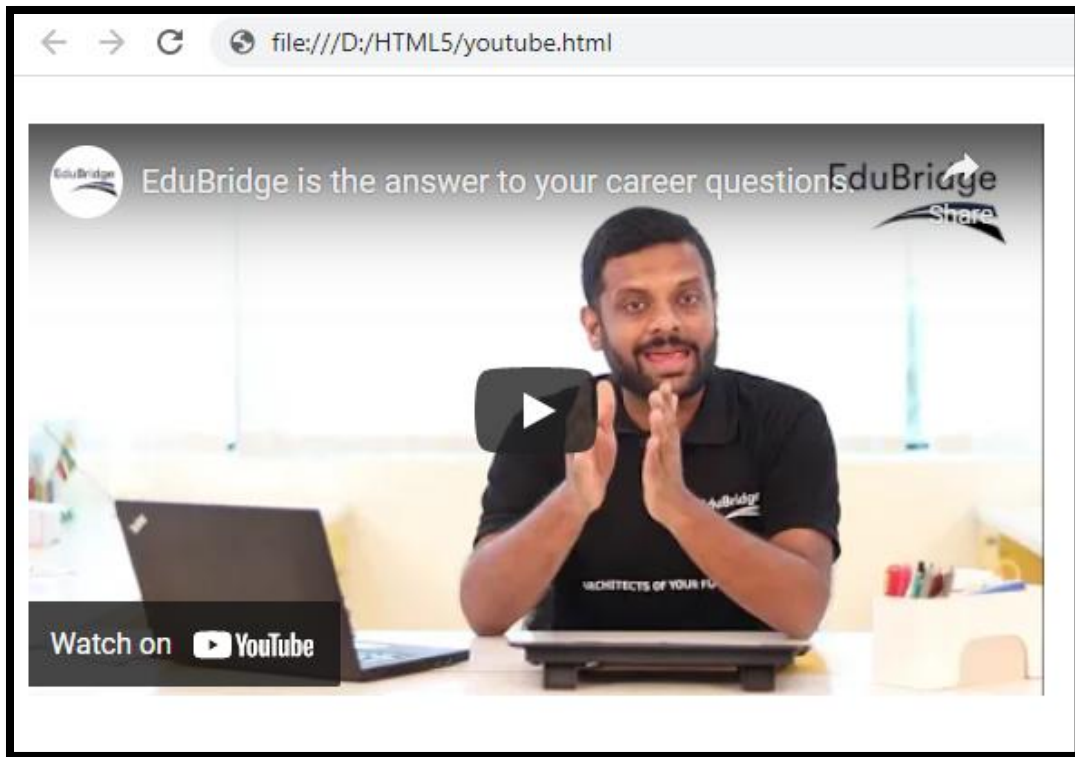 file:///D:/HTML5/youtube.html
EduBridge
EduBridge is the answer to your career questions.
EduBridge
Share
EduBridge
ARCHITECTS OF YOUR
Watch on YouTube